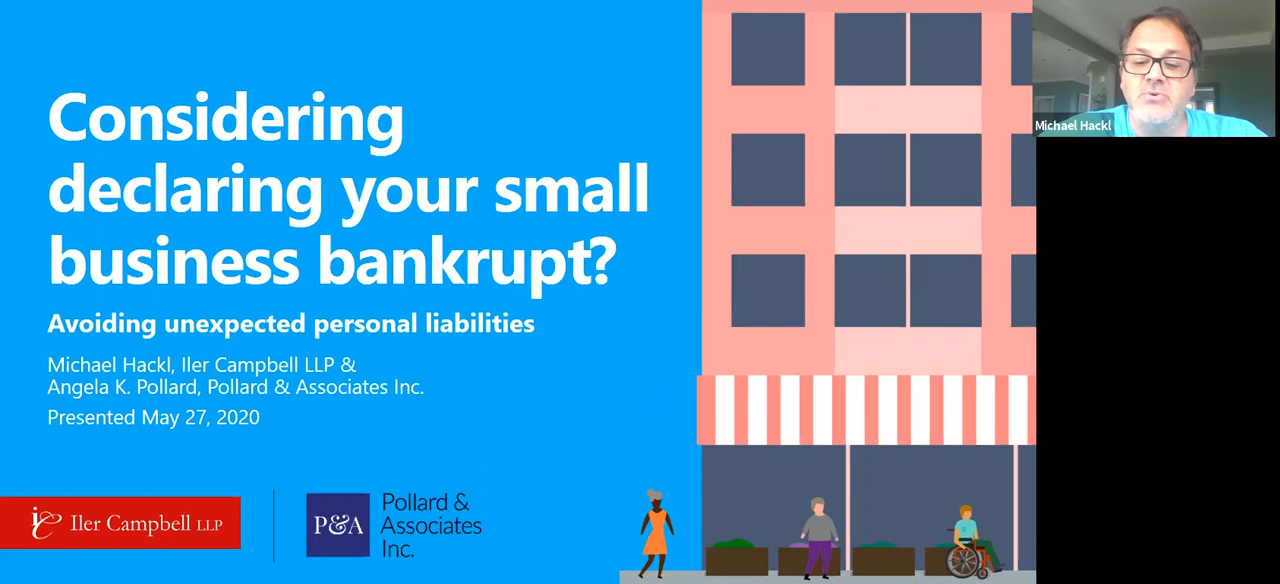 Considering
declaring your small
business bankrupt?
Avoiding unexpected personal liabilities
Michael Hackl, Iler Campbell LLP &
Angela K. Pollard, Pollard & Associates Inc.
Presented May 27, 2020
ic Iler Campbell LLP
P&A
Pollard &
Associates
Inc.
Michael Hackl